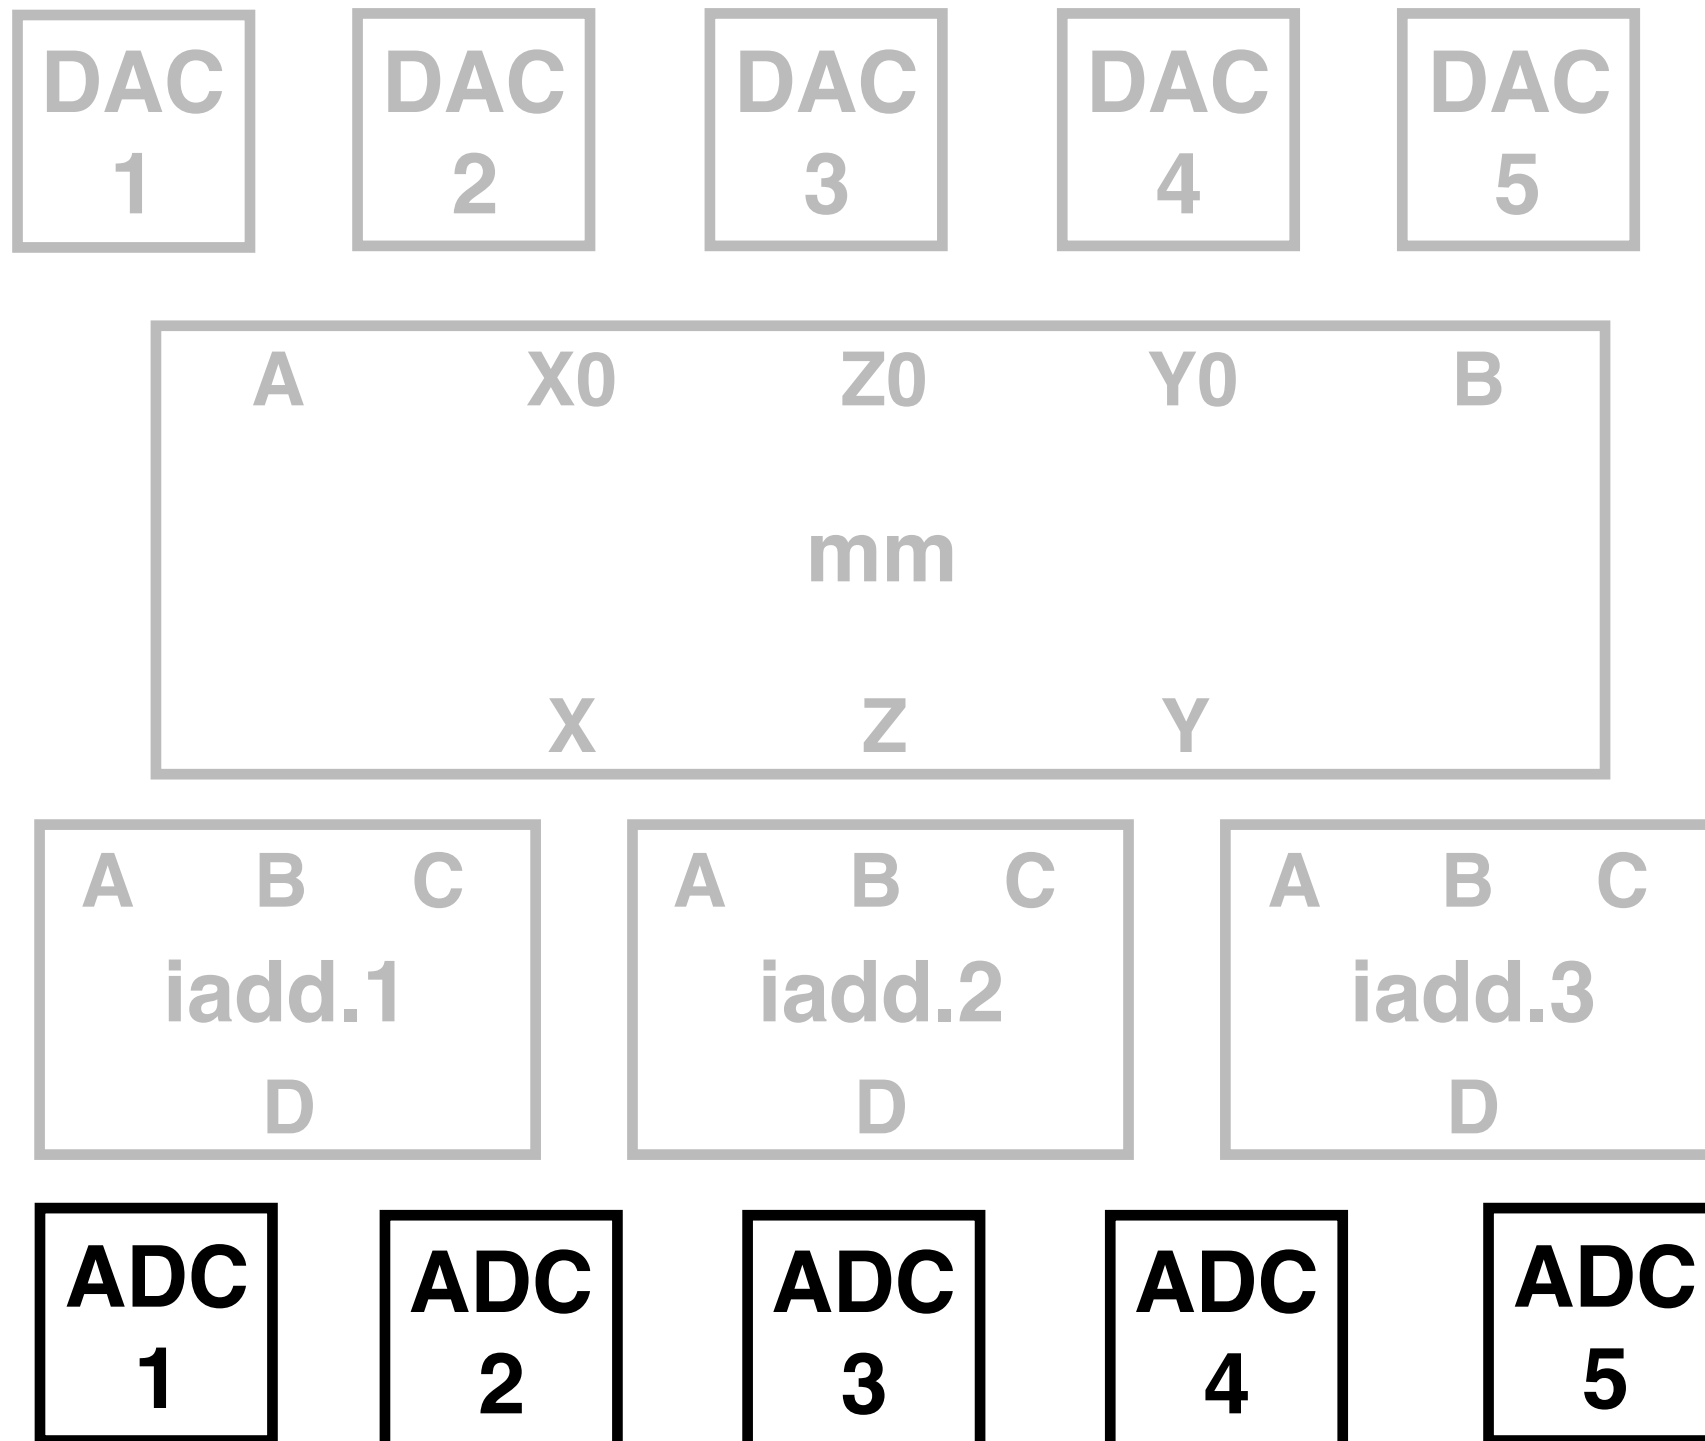 DAC DAC DAC DAC DAC
1 2 3 4 5
A X0 Z0 Y0 B
mm
X Z Y
A B C A B C A B C
iadd.1 iadd.2 iadd.3
D D D
ADC ADC ADC ADC ADC
1 2 3 4 5